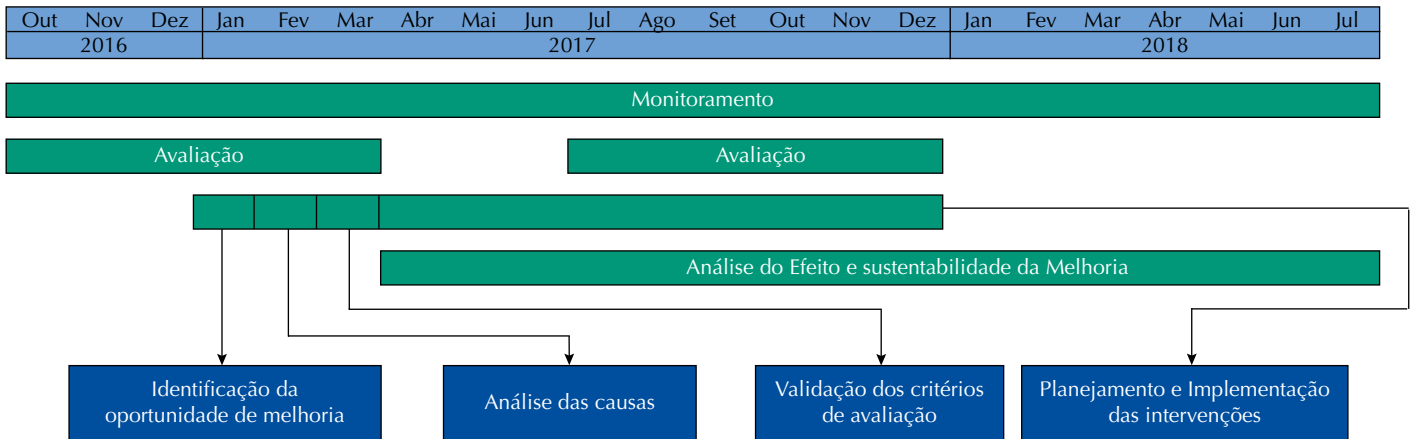 Out Nov Dez Jan Fev Mar Abr Mai Jun Jul Ago Set Out Nov Dez Jan Fev Mar Abr Mai Jun Jul
2016 2017 2018
Monitoramento
Avaliação Avaliação
Análise do Efeito e sustentabilidade da Melhoria
Identificação da
oportunidade de melhoria
Análise das causas
Validação dos critérios
de avaliação
Planejamento e Implementação
das intervenções